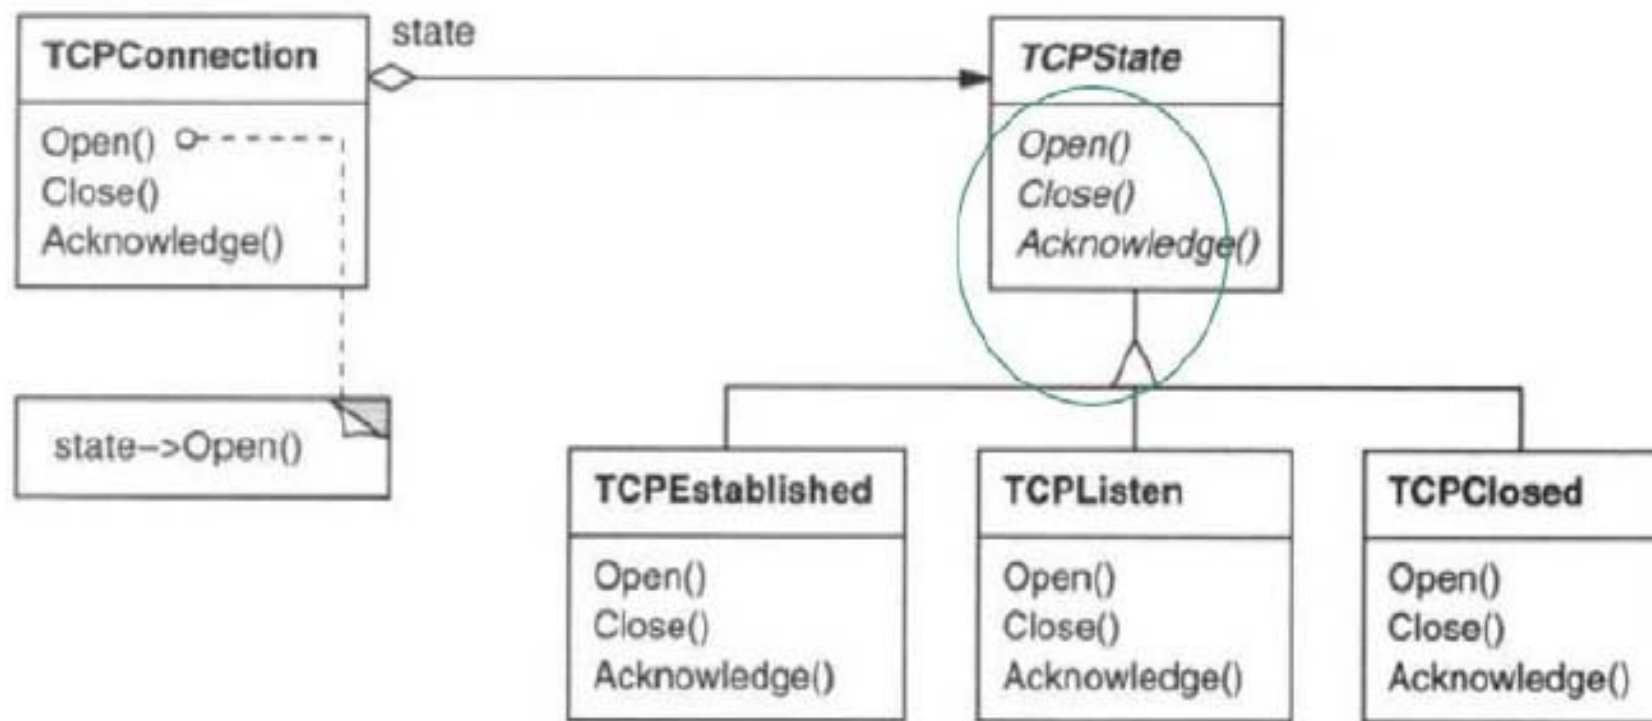 TCPConnection
state
TCPState
Open()
Close()
Acknowledge()
Open()
Close()
Acknowledge()
state->Open()
TCPEstablished
Open()
Close()
Acknowledge()
TCPListen
Open()
Close()
Acknowledge()
TCPClosed
Open()
Close()
Acknowledge()